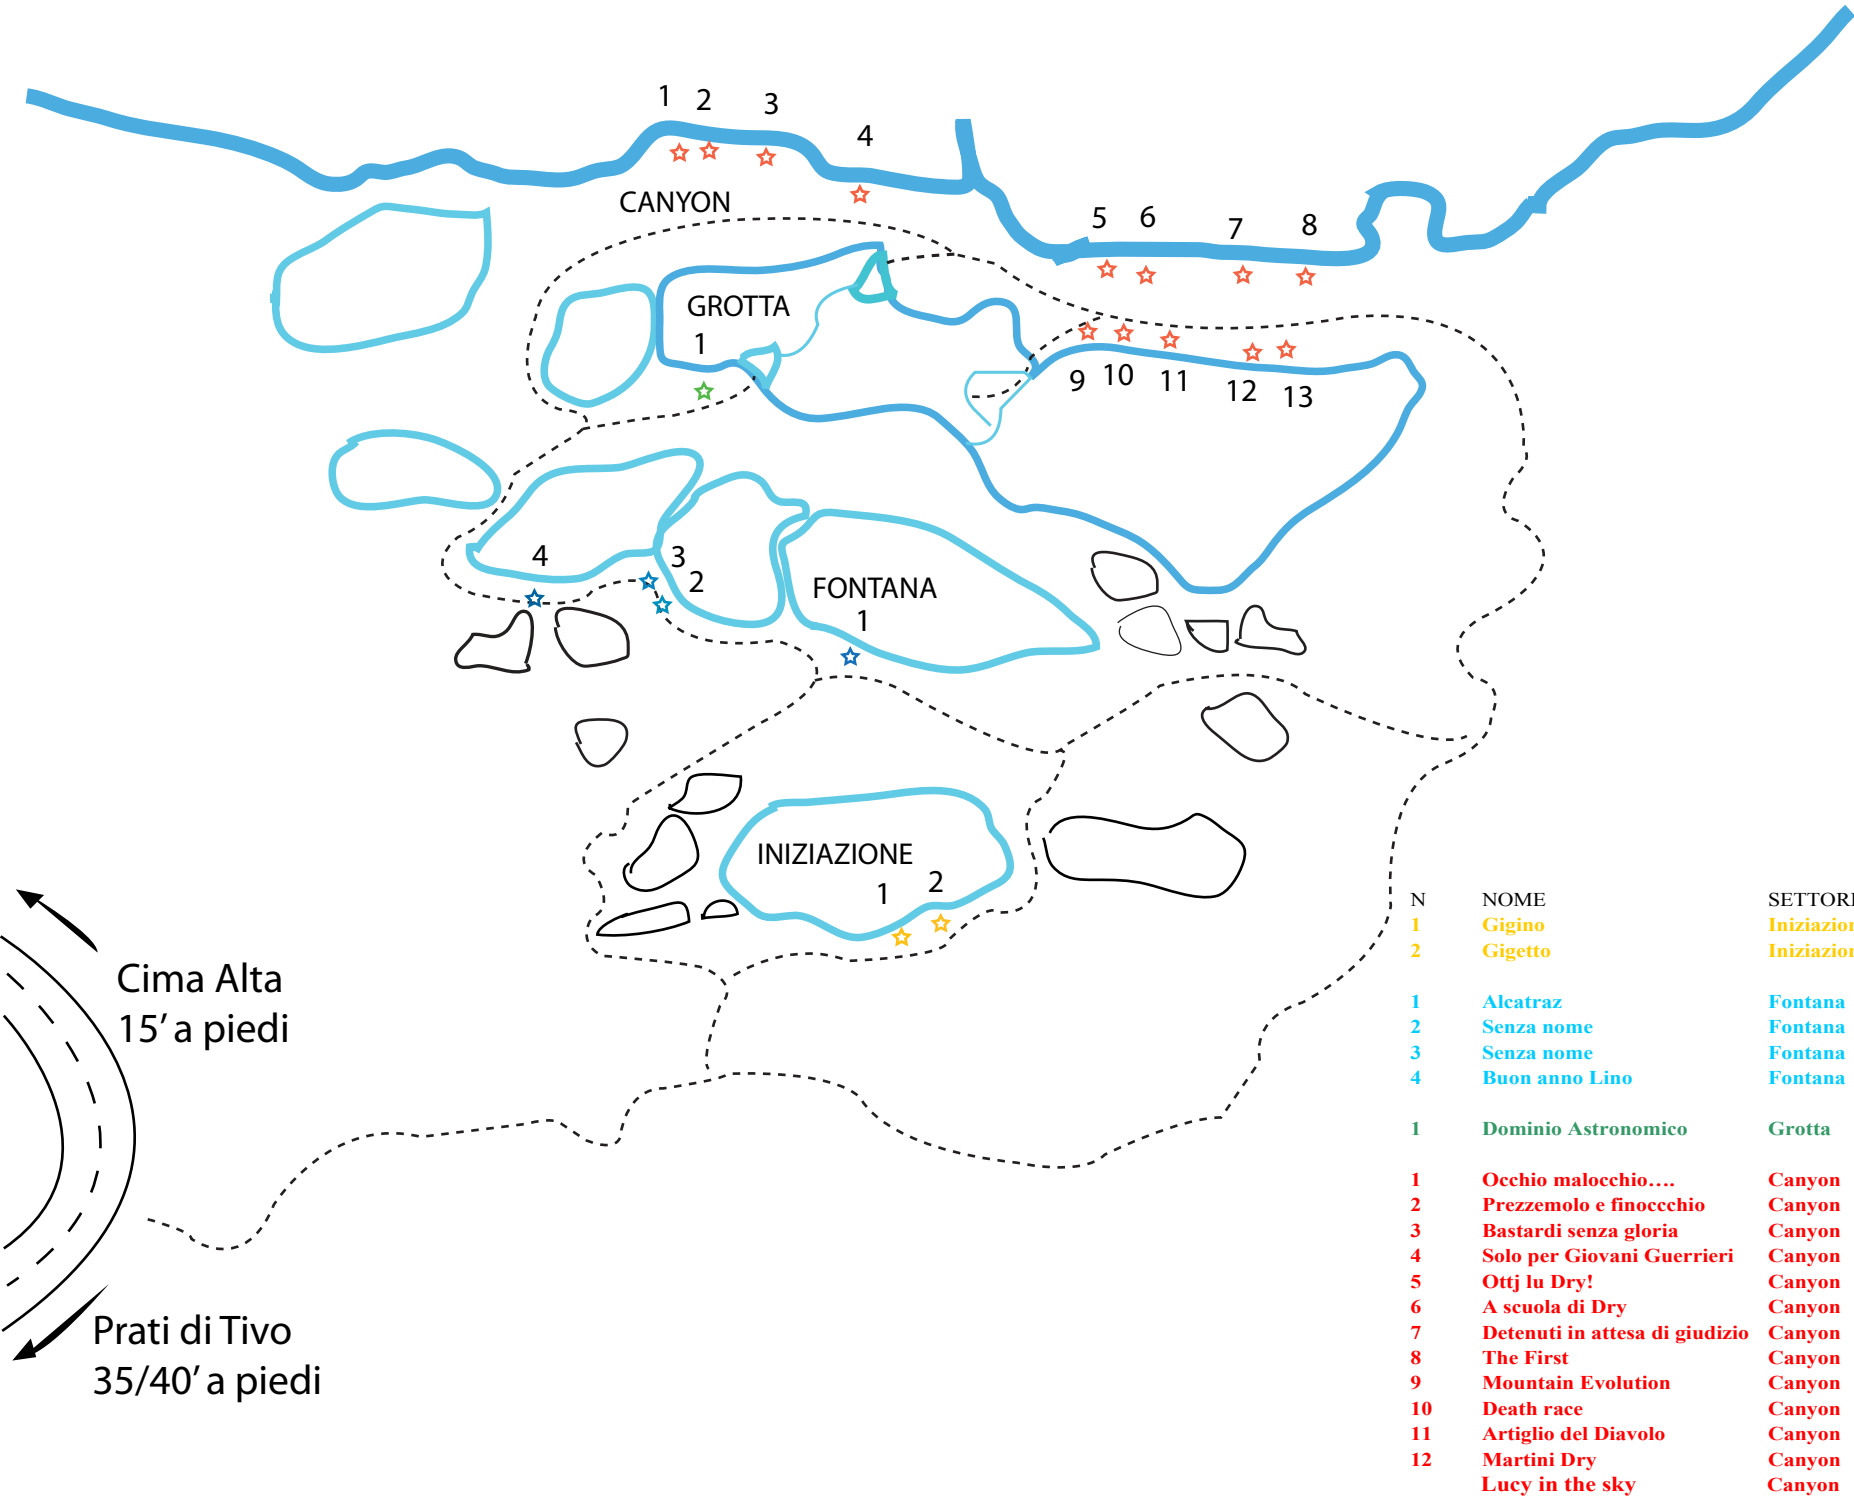 1 2 3 4
CANYON
5 6 7 8
GROTTA
1
9 10 11 12 13
4 3
2
FONTANA
1
INIZIAZIONE
1 2
Cima Alta
15’ a piedi
Prati di Tivo
35/40’ a piedi
N NOME SETTORE
1 Gigino Iniziazion
2 Gigetto Iniziazion
1 Alcatraz Fontana
2 Senza nome Fontana
3 Senza nome Fontana
4 Buon anno Lino Fontana
1 Dominio Astronomico Grotta
1 Occhio malocchio…. Canyon
2 Prezzemolo e finoccchio Canyon
3 Bastardi senza gloria Canyon
4 Solo per Giovani Guerrieri Canyon
5 Ottj lu Dry! Canyon
6 A scuola di Dry Canyon
7 Detenuti in attesa di giudizio Canyon
8 The First Canyon
9 Mountain Evolution Canyon
10 Death race Canyon
11 Artiglio del Diavolo Canyon
12 Martini Dry Canyon
Lucy in the sky Canyon